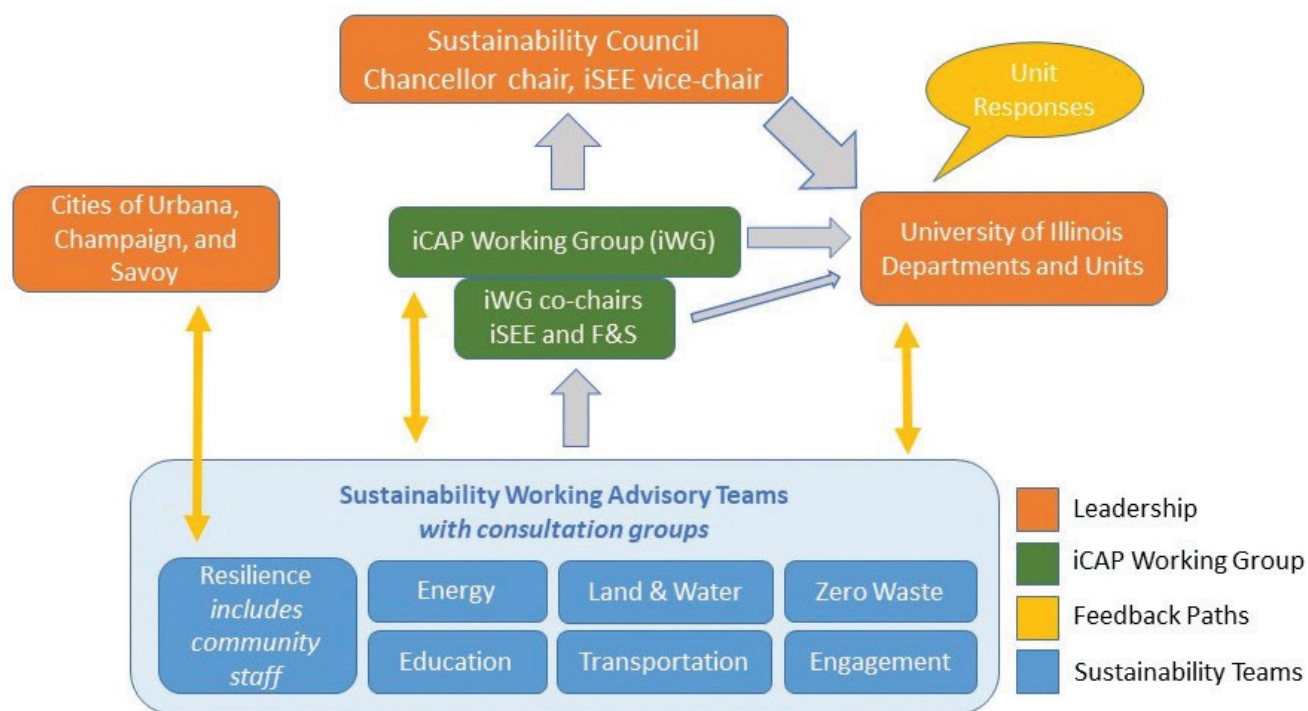 Sustainability Council
Chancellor chair, iSEE vice-chair
Unit
Responses
Cities of Urbana,
Champaign, and
Savoy
iCAP Working Group (iWG)
iWG co-chairs
iSEE and F&S
University of Illinois
Departments and Units
Sustainability Working Advisory Teams
with consultation groups
Resilience
includes
community
staff
Energy
Land & Water
Zero Waste
Education
Transportation
Engagement
Leadership
iCAP Working Group
Feedback Paths
Sustainability Teams